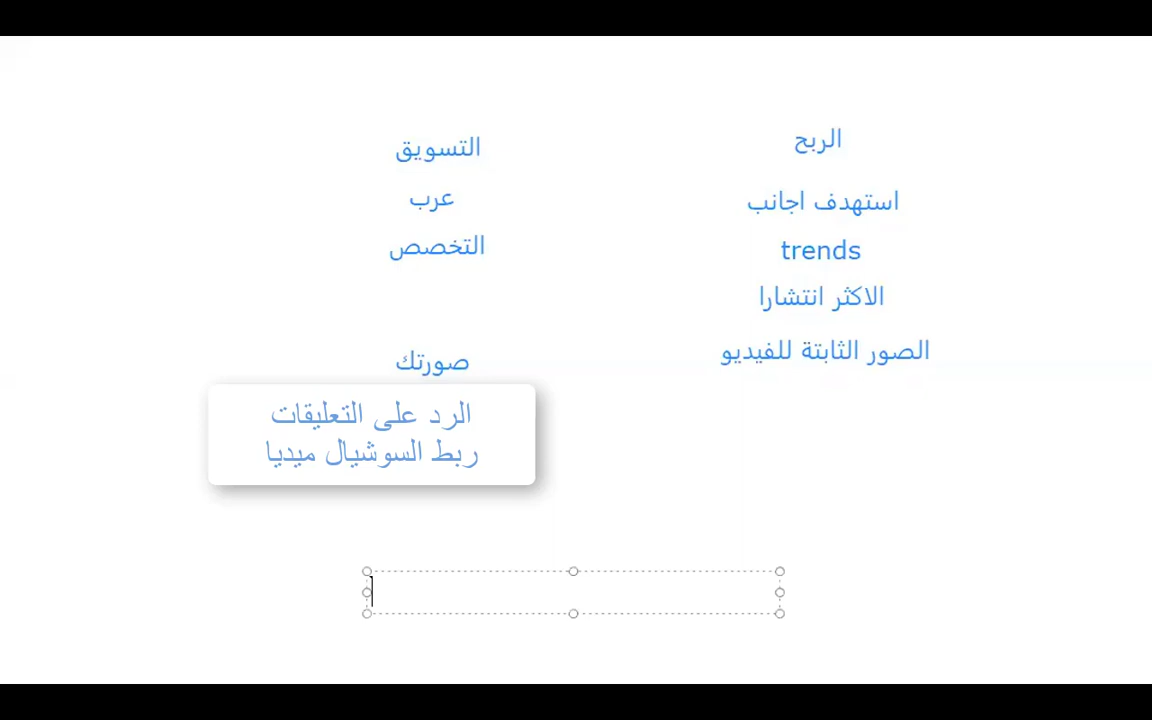 الربح
استهدف اجانب
trends
الاكثر انتشارا
الصور الثابتة للفيديو
التسويق
عرب
التخصص
صورتك
الرد على التعليقات
ربط السوشيال ميديا